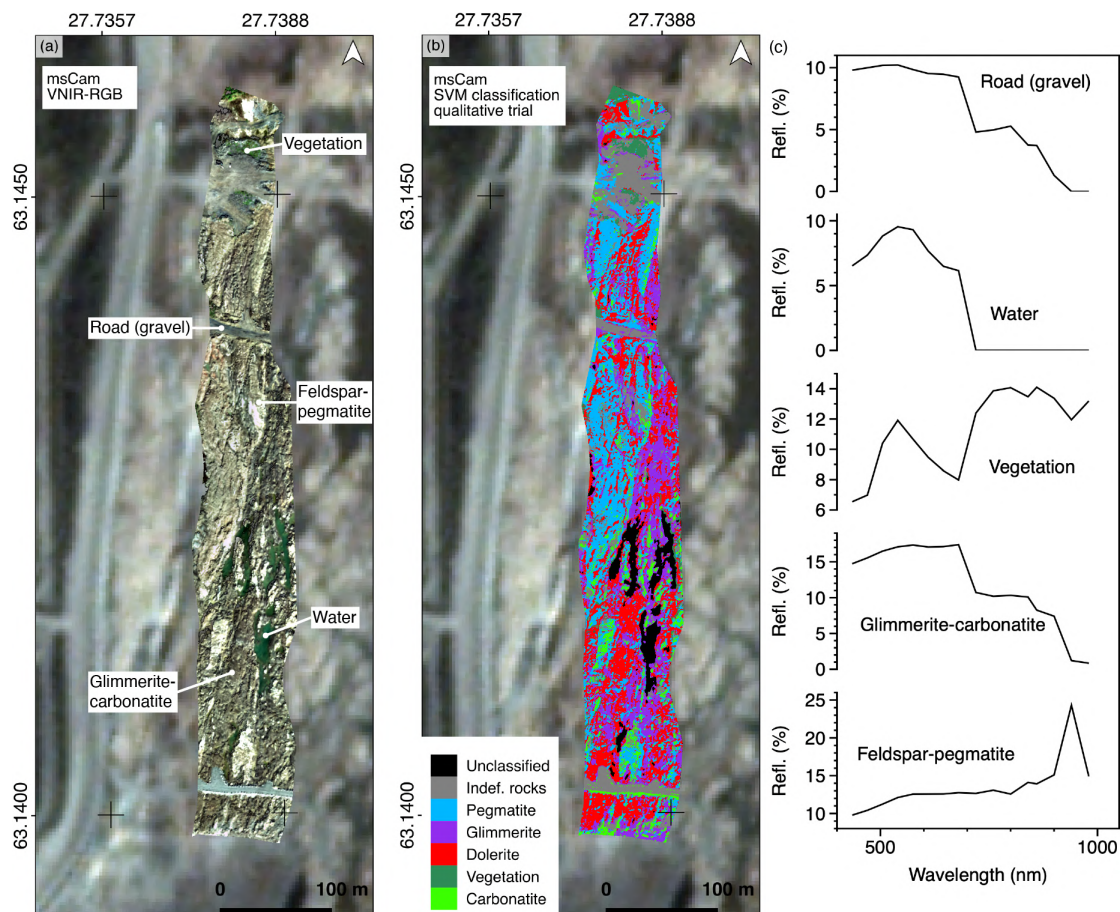 27.7357
27.7388
27.7357
27.7388
(a)
msCam
VNIR-RGB
Vegetation
63.1450
Road (gravel)
Feldspar-
pegmatite
Water
Glimmerite-
carbonatite
63.1400
0
100 m
(b)
msCam
SVM classification
qualitative trial
63.1450
63.1400
Unclassified
Indef. rocks
Pegmatite
Glimmerite
Dolerite
Vegetation
Carbonatite
0
100 m
(c)
Refl. (%)
10
5
0
Road (gravel)
Refl. (%)
10
5
0
Water
Refl. (%)
14
12
10
8
6
Vegetation
Refl. (%)
15
10
5
0
Glimmerite-carbonatite
Refl. (%)
25
20
15
10
Feldspar-pegmatite
500
1000
Wavelength (nm)